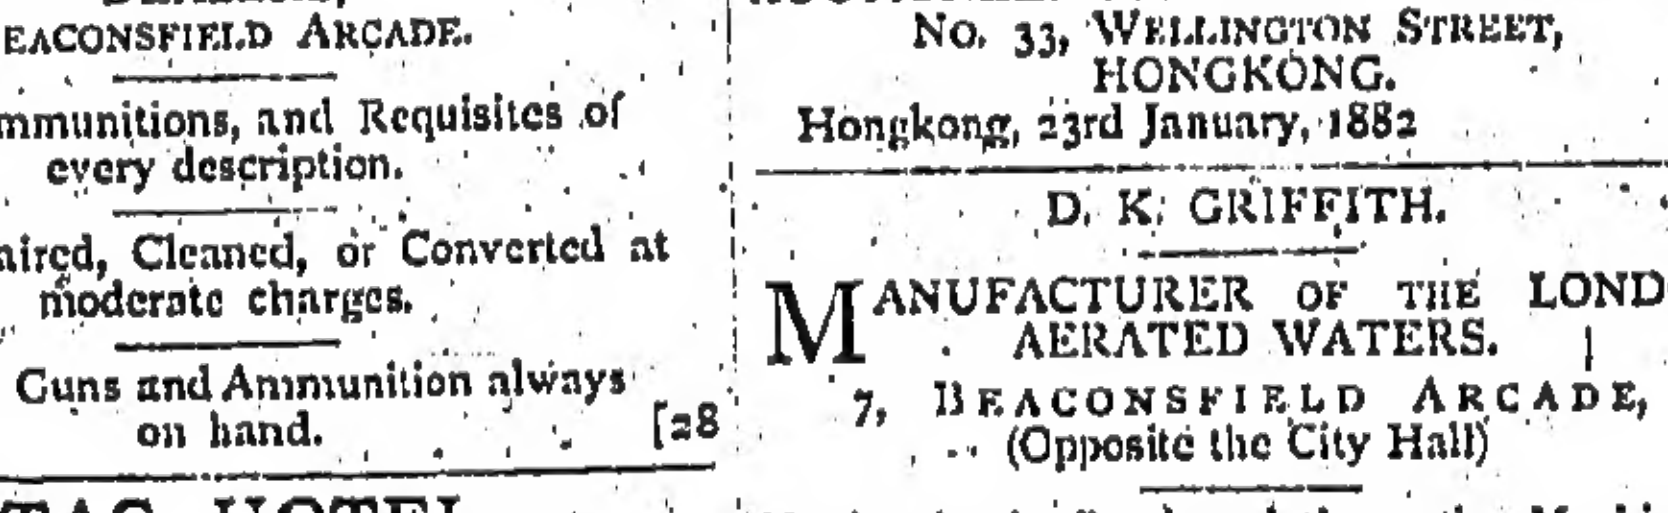 EACONSFIELD ARCADE.
mmunitions, and Requisites of
every description.
aired, Cleaned, or Converted at
moderate charges.
Guns and Ammunition always
on hand. [28
HOTEL
No. 33, WELLINGTON STREET,
HONGKONG.
Hongkong, 23rd January, 1882
D. K. GRIFFITH.
MANUFACTURER OF THE LOND
AERATED WATERS.
7, BEACONSFIELD ARCADE,
(Opposite the City Hall)